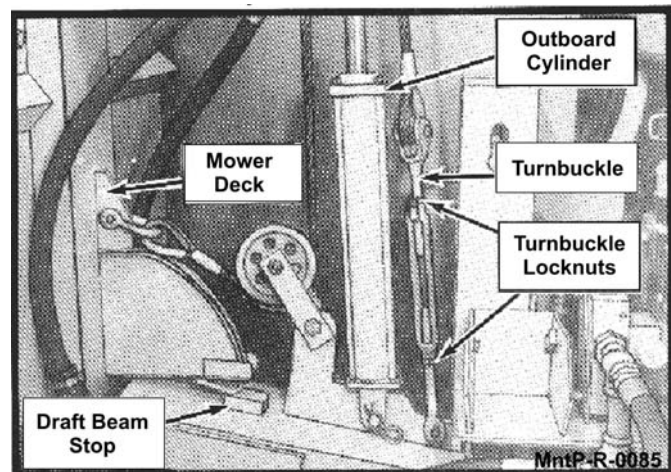 Outboard
Cylinder
Mower
Deck
Turnbuckle
Turnbuckle
Locknuts
Draft Beam
Stop
MntP-R-0085